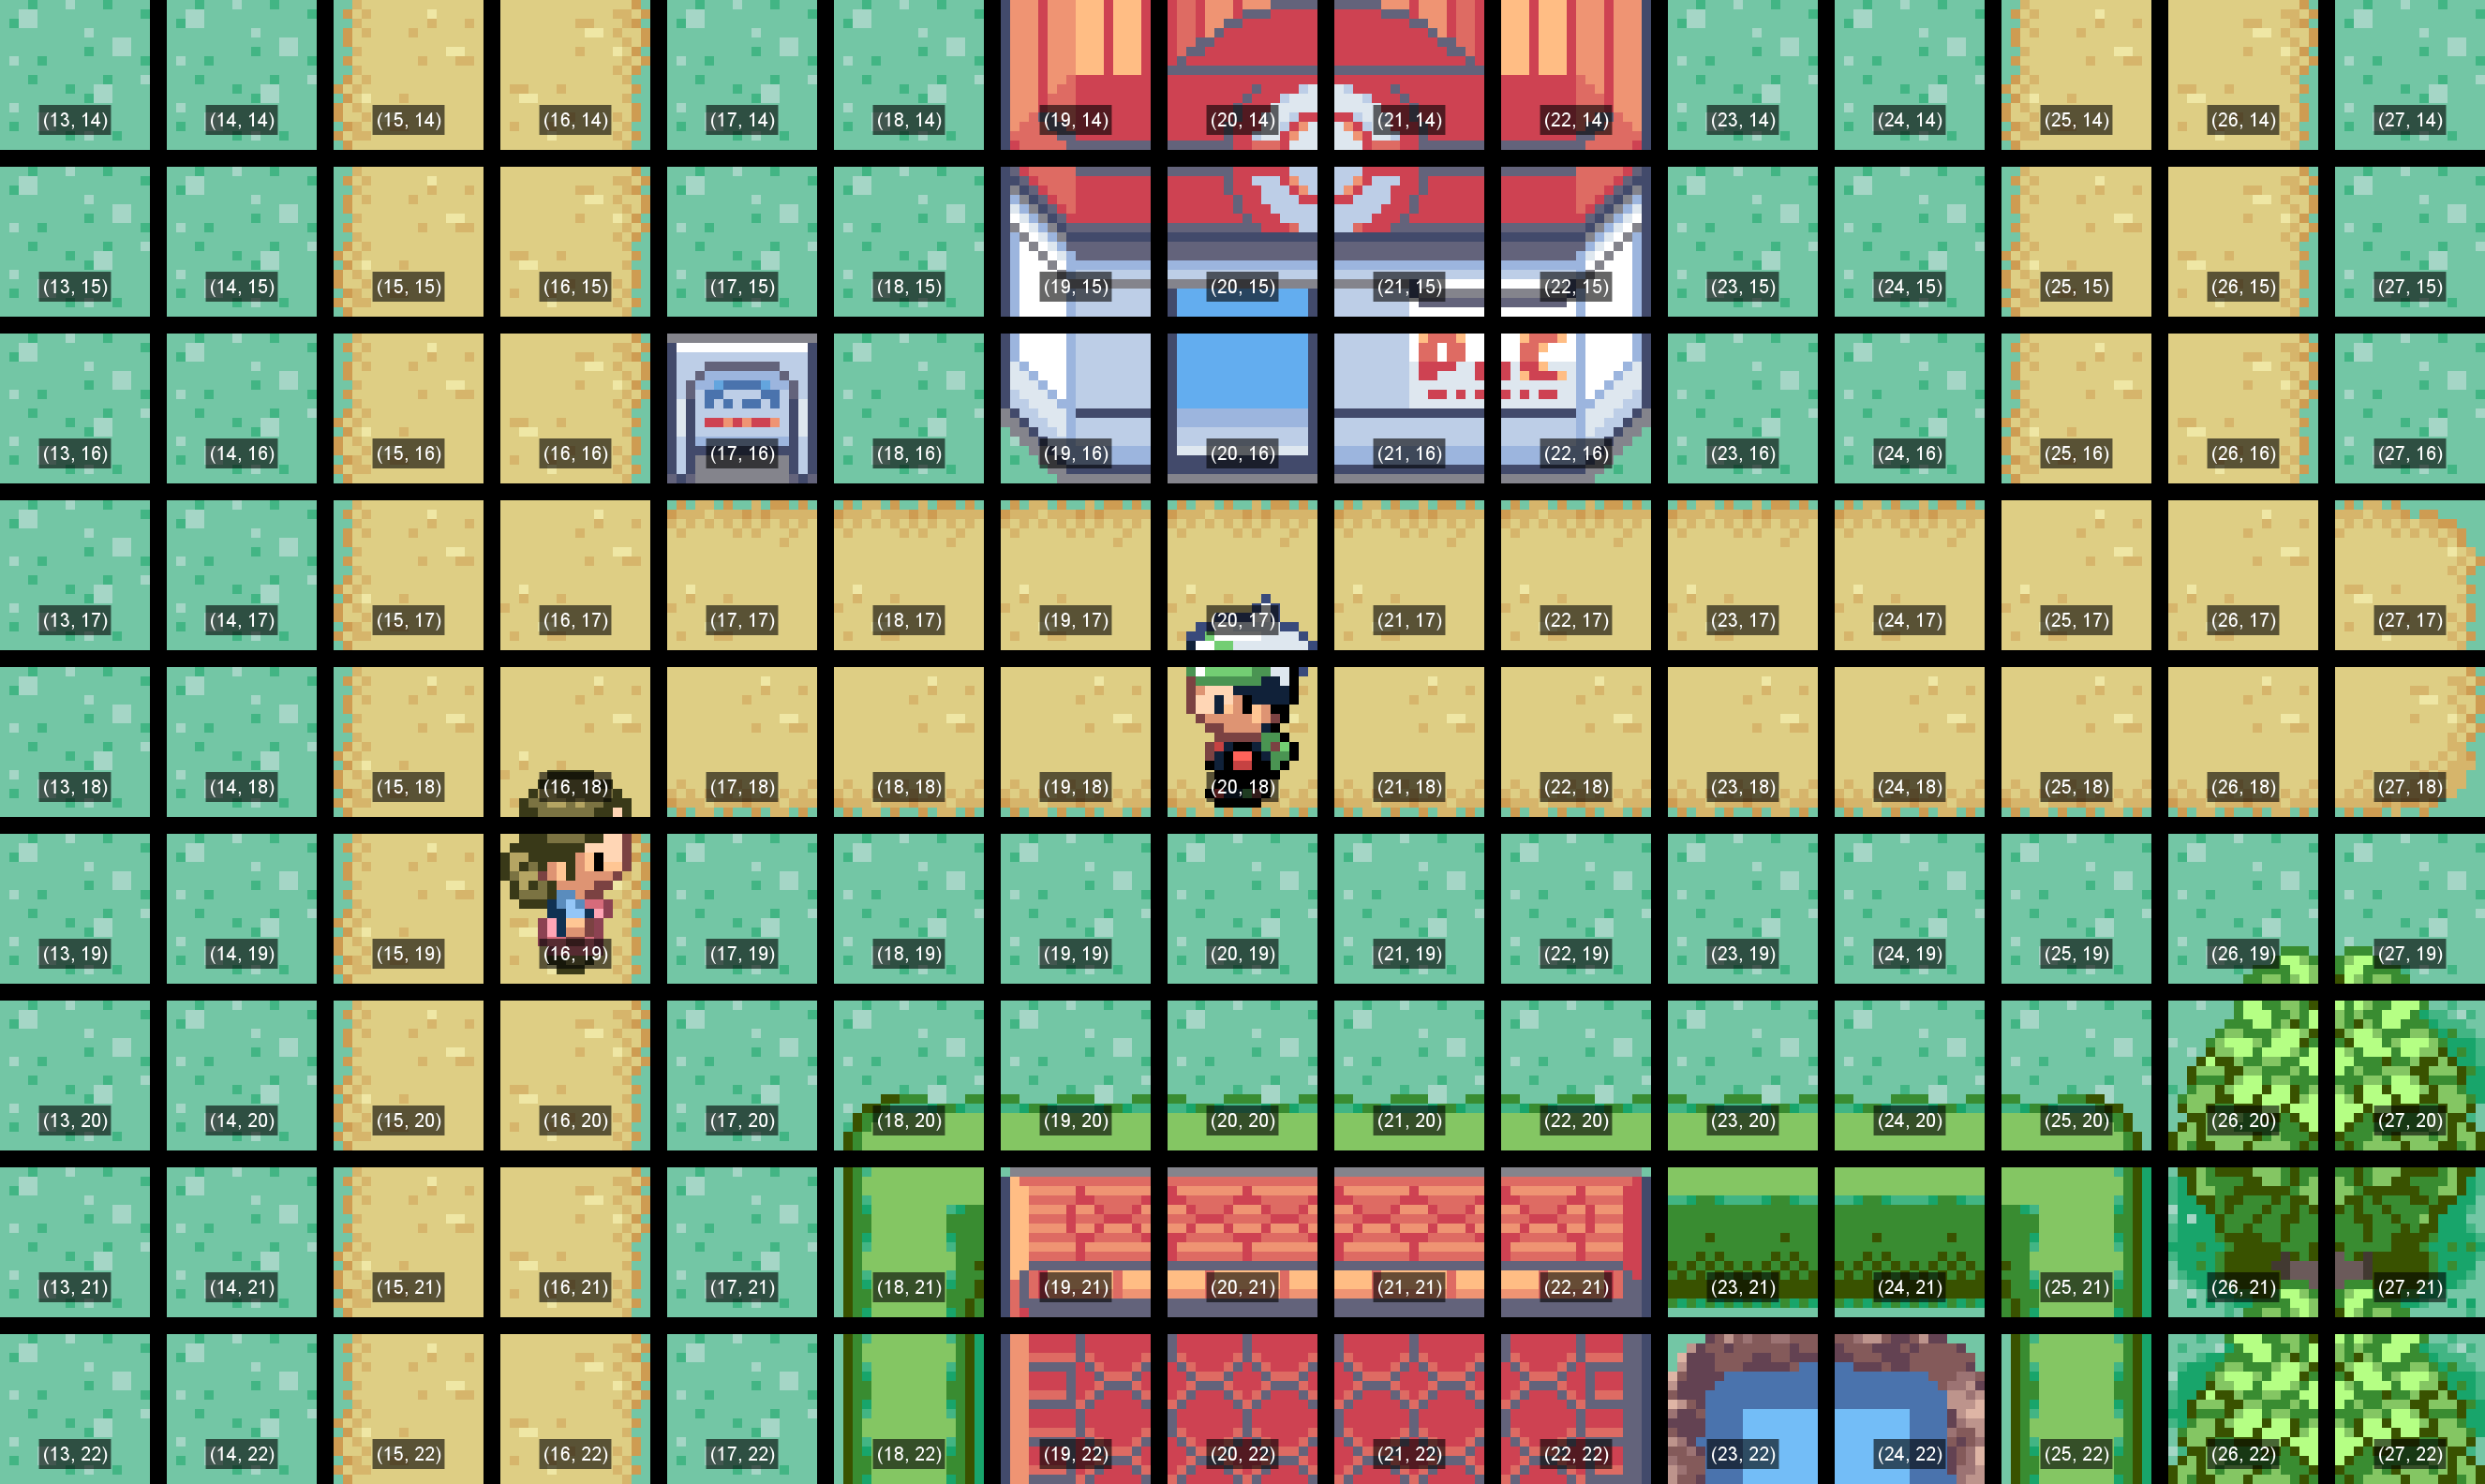 (13, 14) (14, 14) (15, 14) (16, 14) (17, 14) (18, 14) (19, 14) (20, 14) (21, 14) (22, 14) (23, 14) (24, 14) (25, 14) (26, 14) (27, 14)
(13, 15) (14, 15) (15, 15) (16, 15) (17, 15) (18, 15) (19, 15) (20, 15) (21, 15) (22, 15) (23, 15) (24, 15) (25, 15) (26, 15) (27, 15)
P.C
(13, 16) (14, 16) (15, 16) (16, 16) (17, 16) (18, 16) (19, 16) (20, 16) (21, 16) (22, 16) (23, 16) (24, 16) (25, 16) (26, 16) (27, 16)
(13, 17) (14, 17) (15, 17) (16, 17) (17, 17) (18, 17) (19, 17) (20, 17) (21, 17) (22, 17) (23, 17) (24, 17) (25, 17) (26, 17) (27, 17)
(13, 18) (14, 18) (15, 18) (16, 18) (17, 18) (18, 18) (19, 18) (20, 18) (21, 18) (22, 18) (23, 18) (24, 18) (25, 18) (26, 18) (27, 18)
(13, 19) (14, 19) (15, 19) (16, 19) (17, 19) (18, 19) (19, 19) (20, 19) (21, 19) (22, 19) (23, 19) (24, 19) (25, 19) (26, 19) (27, 19)
(13, 20) (14, 20) (15, 20) (16, 20) (17, 20) (18, 20) (19, 20) (20, 20) (21, 20) (22, 20) (23, 20) (24, 20) (25, 20) (26, 20) (27, 20)
(13, 21) (14, 21) (15, 21) (16, 21) (17, 21) (18, 21) (19, 21) (20, 21) (21, 21) (22, 21) (23, 21) (24, 21) (25, 21) (26, 21) (27, 21)
(13, 22) (14, 22) (15, 22) (16, 22) (17, 22) (18, 22) (19, 22) (20, 22) (21, 22) (22, 22) (23, 22) (24, 22) (25, 22) (26, 22) (27, 22)